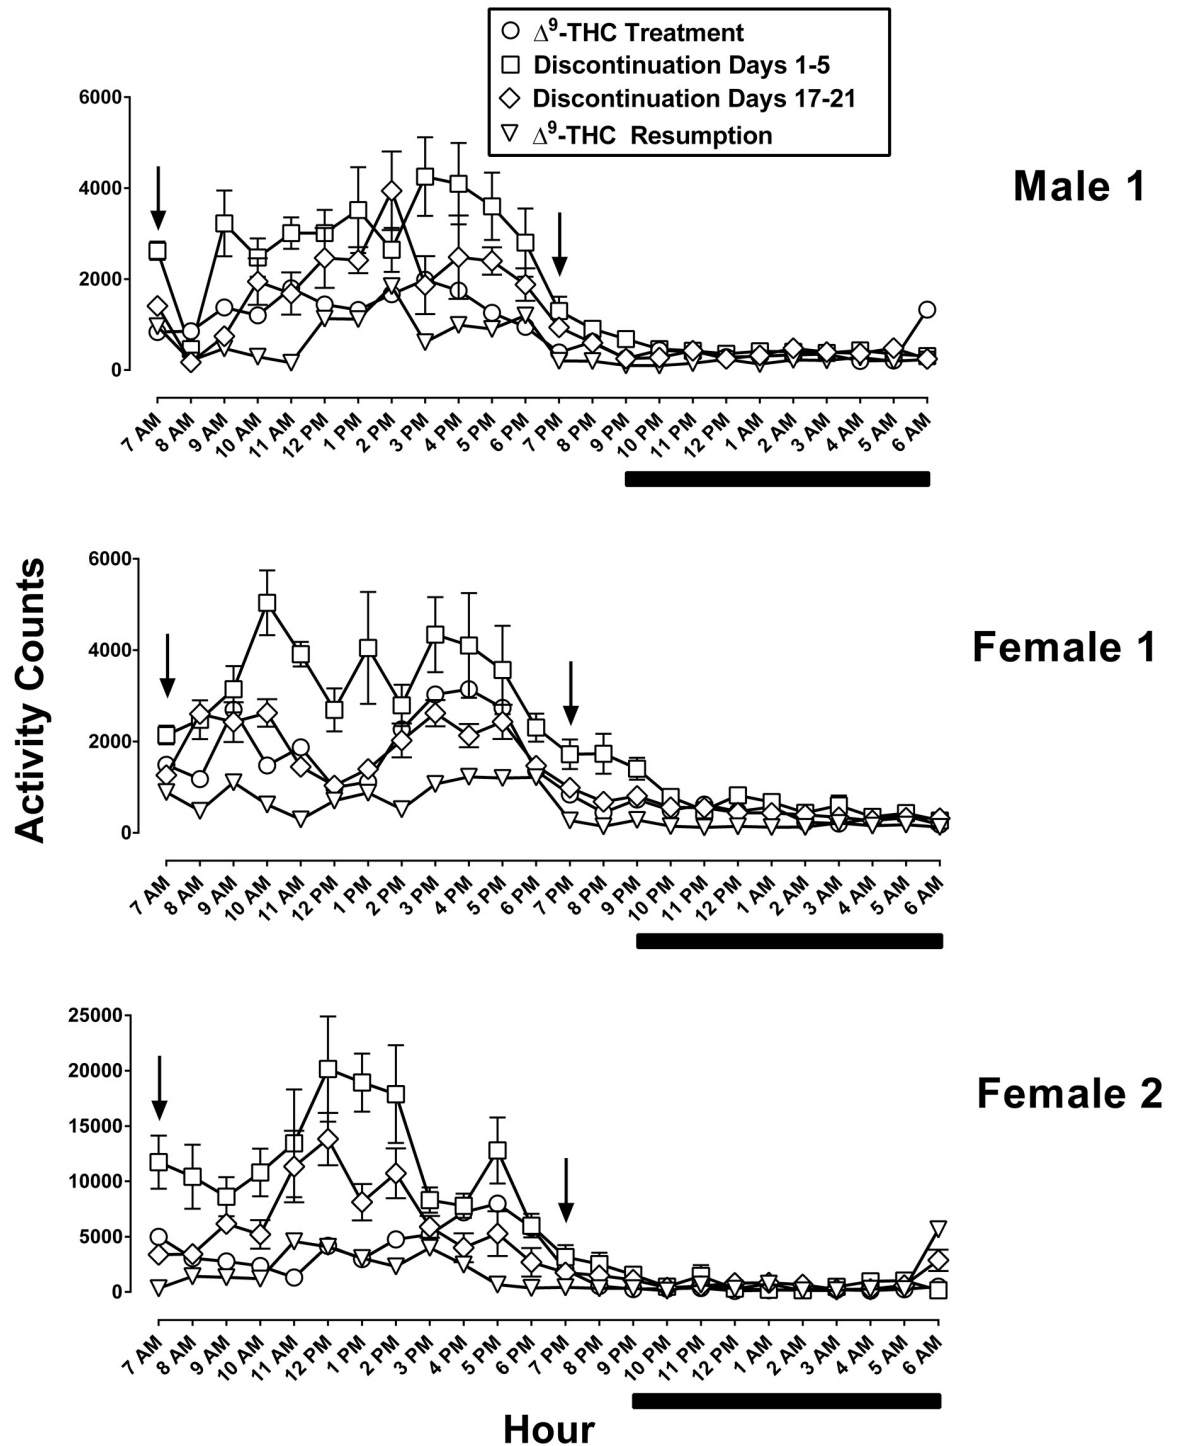 Δ9-THC Treatment
Discontinuation Days 1-5
Discontinuation Days 17-21
Δ9-THC Resumption
Male 1
6000
4000
2000
0
7 AM 8 AM 9 AM 10 AM 11 AM 12 PM 1 PM 2 PM 3 PM 4 PM 5 PM 6 PM 7 PM 8 PM 9 PM 10 PM 11 PM 12 PM 1 AM 2 AM 3 AM 4 AM 5 AM 6 AM
Activity Counts
Female 1
6000
4000
2000
0
7 AM 8 AM 9 AM 10 AM 11 AM 12 PM 1 PM 2 PM 3 PM 4 PM 5 PM 6 PM 7 PM 8 PM 9 PM 10 PM 11 PM 12 PM 1 AM 2 AM 3 AM 4 AM 5 AM 6 AM
Female 2
25000
20000
15000
10000
5000
0
7 AM 8 AM 9 AM 10 AM 11 AM 12 PM 1 PM 2 PM 3 PM 4 PM 5 PM 6 PM 7 PM 8 PM 9 PM 10 PM 11 PM 12 PM 1 AM 2 AM 3 AM 4 AM 5 AM 6 AM
Hour